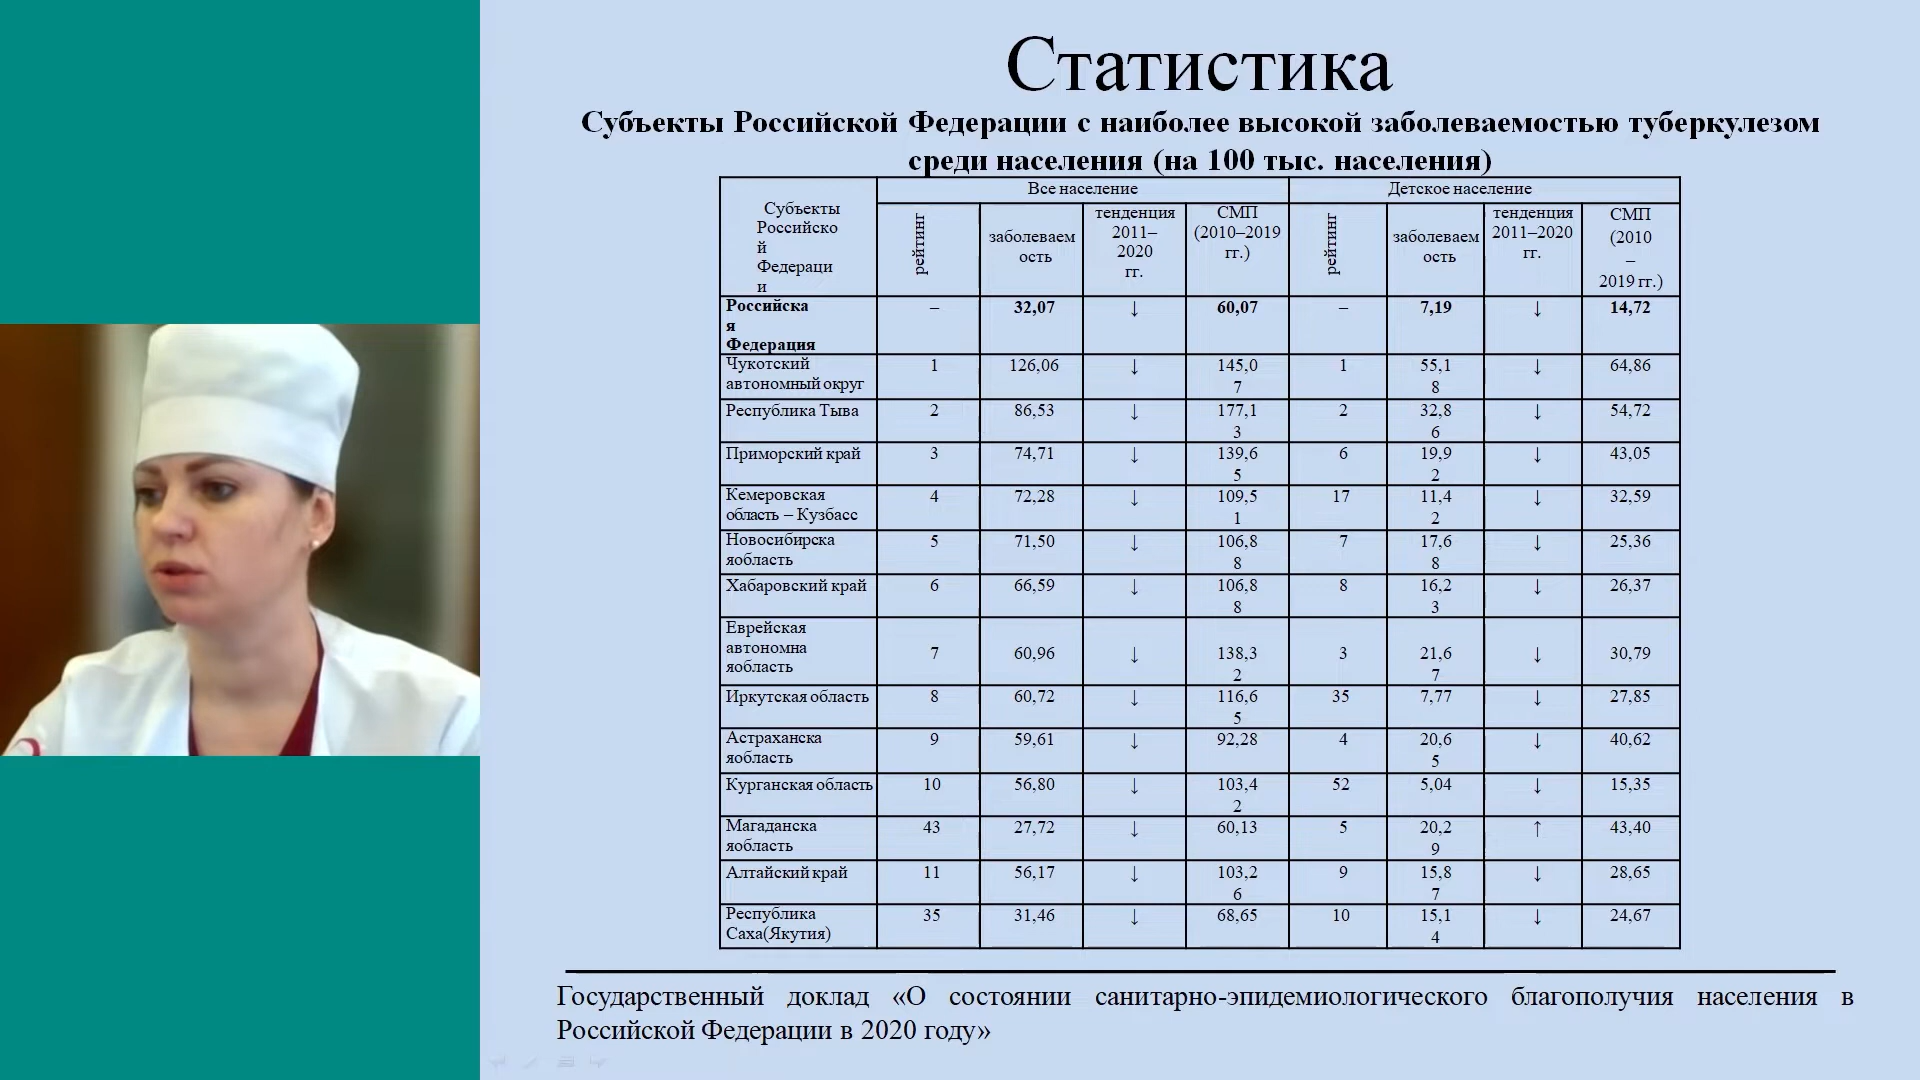 Статистика
Субъекты Российской Федерации с наиболее высокой заболеваемостью туберкулезом
среди населения (на 100 тыс. населения)
Субъекты
Российско
й
Федераци
и
Все население
Детское население
рейтинг
заболеваем
ость
тенденция
2011–
2020
гг.
СМП
(2010–2019
гг.)
рейтинг
заболеваем
ость
тенденция
2011–2020
гг.
СМП
(2010
–
2019 гг.)
Российска
я
Федерация
–
32,07
↓
60,07
–
7,19
↓
14,72
Чукотский
автономный округ
1
126,06
↓
145,0
7
1
55,1
8
↓
64,86
Республика Тыва
2
86,53
↓
177,1
3
2
32,8
6
↓
54,72
Приморский край
3
74,71
↓
139,6
5
6
19,9
2
↓
43,05
Кемеровская
область – Кузбасс
4
72,28
↓
109,5
1
17
11,4
2
↓
32,59
Новосибирска
яобласть
5
71,50
↓
106,8
8
7
17,6
8
↓
25,36
Хабаровский край
6
66,59
↓
106,8
8
8
16,2
3
↓
26,37
Еврейская
автономна
яобласть
7
60,96
↓
138,3
2
3
21,6
7
↓
30,79
Иркутская область
8
60,72
↓
116,6
5
35
7,77
↓
27,85
Астраханска
яобласть
9
59,61
↓
92,28
4
20,6
5
↓
40,62
Курганская область
10
56,80
↓
103,4
2
52
5,04
↓
15,35
Магаданска
яобласть
43
27,72
↓
60,13
5
20,2
9
↑
43,40
Алтайский край
11
56,17
↓
103,2
6
9
15,8
7
↓
28,65
Республика
Саха(Якутия)
35
31,46
↓
68,65
10
15,1
4
↓
24,67
Государственный доклад «О состоянии санитарно-эпидемиологического благополучия населения в
Российской Федерации в 2020 году»